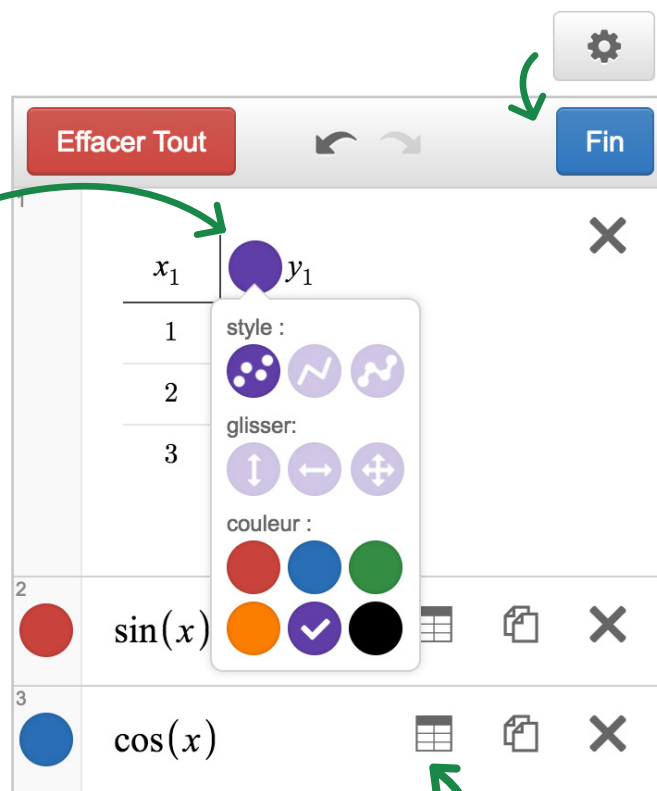 Effacer Tout Fin
1
x₁ y₁
1
style :
2
glisser:
3
couleur :
2
sin(x)
3
cos(x)